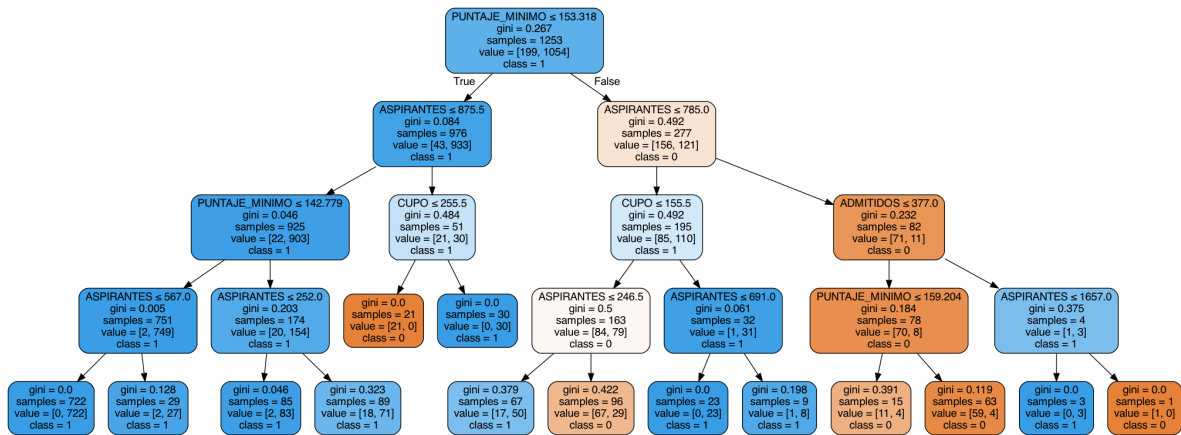 PUNTAJE_MINIMO ≤ 153.318
gini = 0.267
samples = 1253
value = [199, 1054]
class = 1
True
False
ASPIRANTES ≤ 875.5
gini = 0.084
samples = 976
value = [43, 933]
class = 1
ASPIRANTES ≤ 785.0
gini = 0.492
samples = 277
value = [156, 121]
class = 0
PUNTAJE_MINIMO ≤ 142.779
gini = 0.046
samples = 925
value = [22, 903]
class = 1
CUPO ≤ 255.5
gini = 0.484
samples = 51
value = [21, 30]
class = 1
CUPO ≤ 155.5
gini = 0.492
samples = 195
value = [85, 110]
class = 1
ADMITIDOS ≤ 377.0
gini = 0.232
samples = 82
value = [71, 11]
class = 0
ASPIRANTES ≤ 567.0
gini = 0.005
samples = 751
value = [2, 749]
class = 1
ASPIRANTES ≤ 252.0
gini = 0.203
samples = 174
value = [20, 154]
class = 1
gini = 0.0
samples = 21
value = [21, 0]
class = 0
gini = 0.0
samples = 30
value = [0, 30]
class = 1
ASPIRANTES ≤ 246.5
gini = 0.5
samples = 163
value = [84, 79]
class = 0
ASPIRANTES ≤ 691.0
gini = 0.061
samples = 32
value = [1, 31]
class = 1
PUNTAJE_MINIMO ≤ 159.204
gini = 0.184
samples = 78
value = [70, 8]
class = 0
ASPIRANTES ≤ 1657.0
gini = 0.375
samples = 4
value = [1, 3]
class = 1
gini = 0.0
samples = 722
value = [0, 722]
class = 1
gini = 0.128
samples = 29
value = [2, 27]
class = 1
gini = 0.046
samples = 85
value = [2, 83]
class = 1
gini = 0.323
samples = 89
value = [18, 71]
class = 1
gini = 0.379
samples = 67
value = [17, 50]
class = 1
gini = 0.422
samples = 96
value = [67, 29]
class = 0
gini = 0.0
samples = 23
value = [0, 23]
class = 1
gini = 0.198
samples = 9
value = [1, 8]
class = 1
gini = 0.391
samples = 15
value = [11, 4]
class = 0
gini = 0.119
samples = 63
value = [59, 4]
class = 0
gini = 0.0
samples = 3
value = [0, 3]
class = 1
gini = 0.0
samples = 1
value = [1, 0]
class = 0